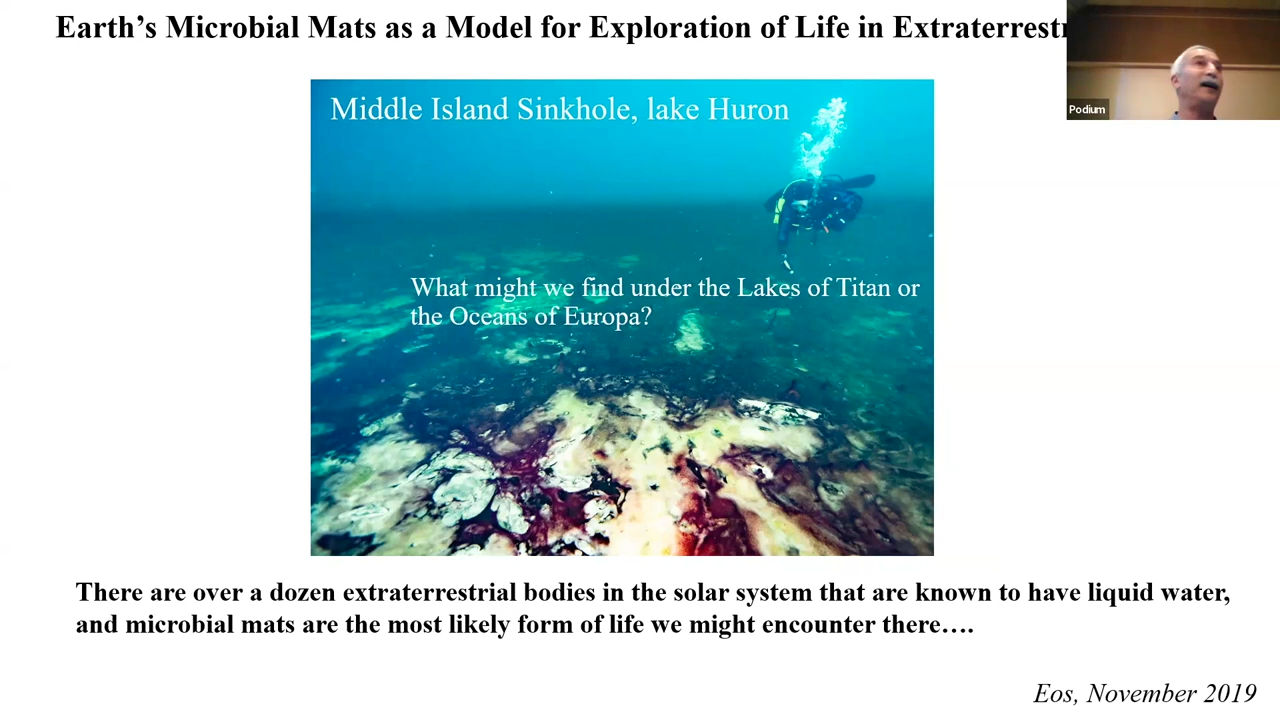 Earth's Microbial Mats as a Model for Exploration of Life in
Podium
Middle Island Sinkhole, lake Huron
What might we find under the Lakes of Titan or
the Oceans of Europa?
There are over a dozen extraterrestrial bodies in the solar system that are known to have liquid water,
and microbial mats are the most likely form of life we might encounter there….
Eos, November 2019